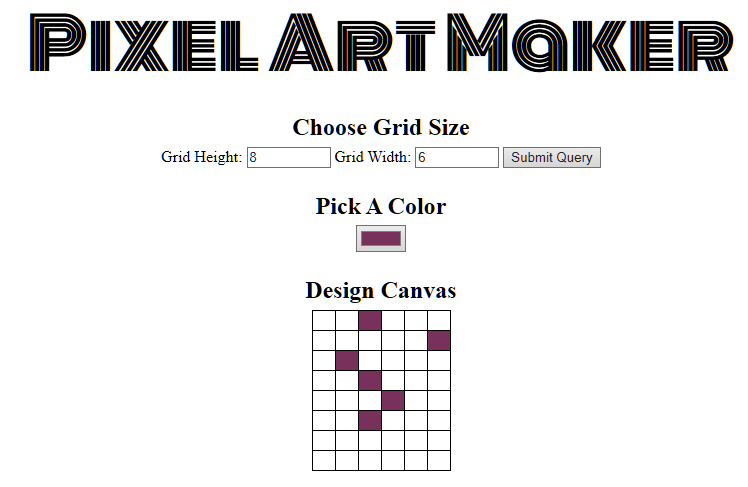 Pixel Art Maker
Choose Grid Size
Grid Height: 8 Grid Width: 6 Submit Query
Pick A Color
Design Canvas